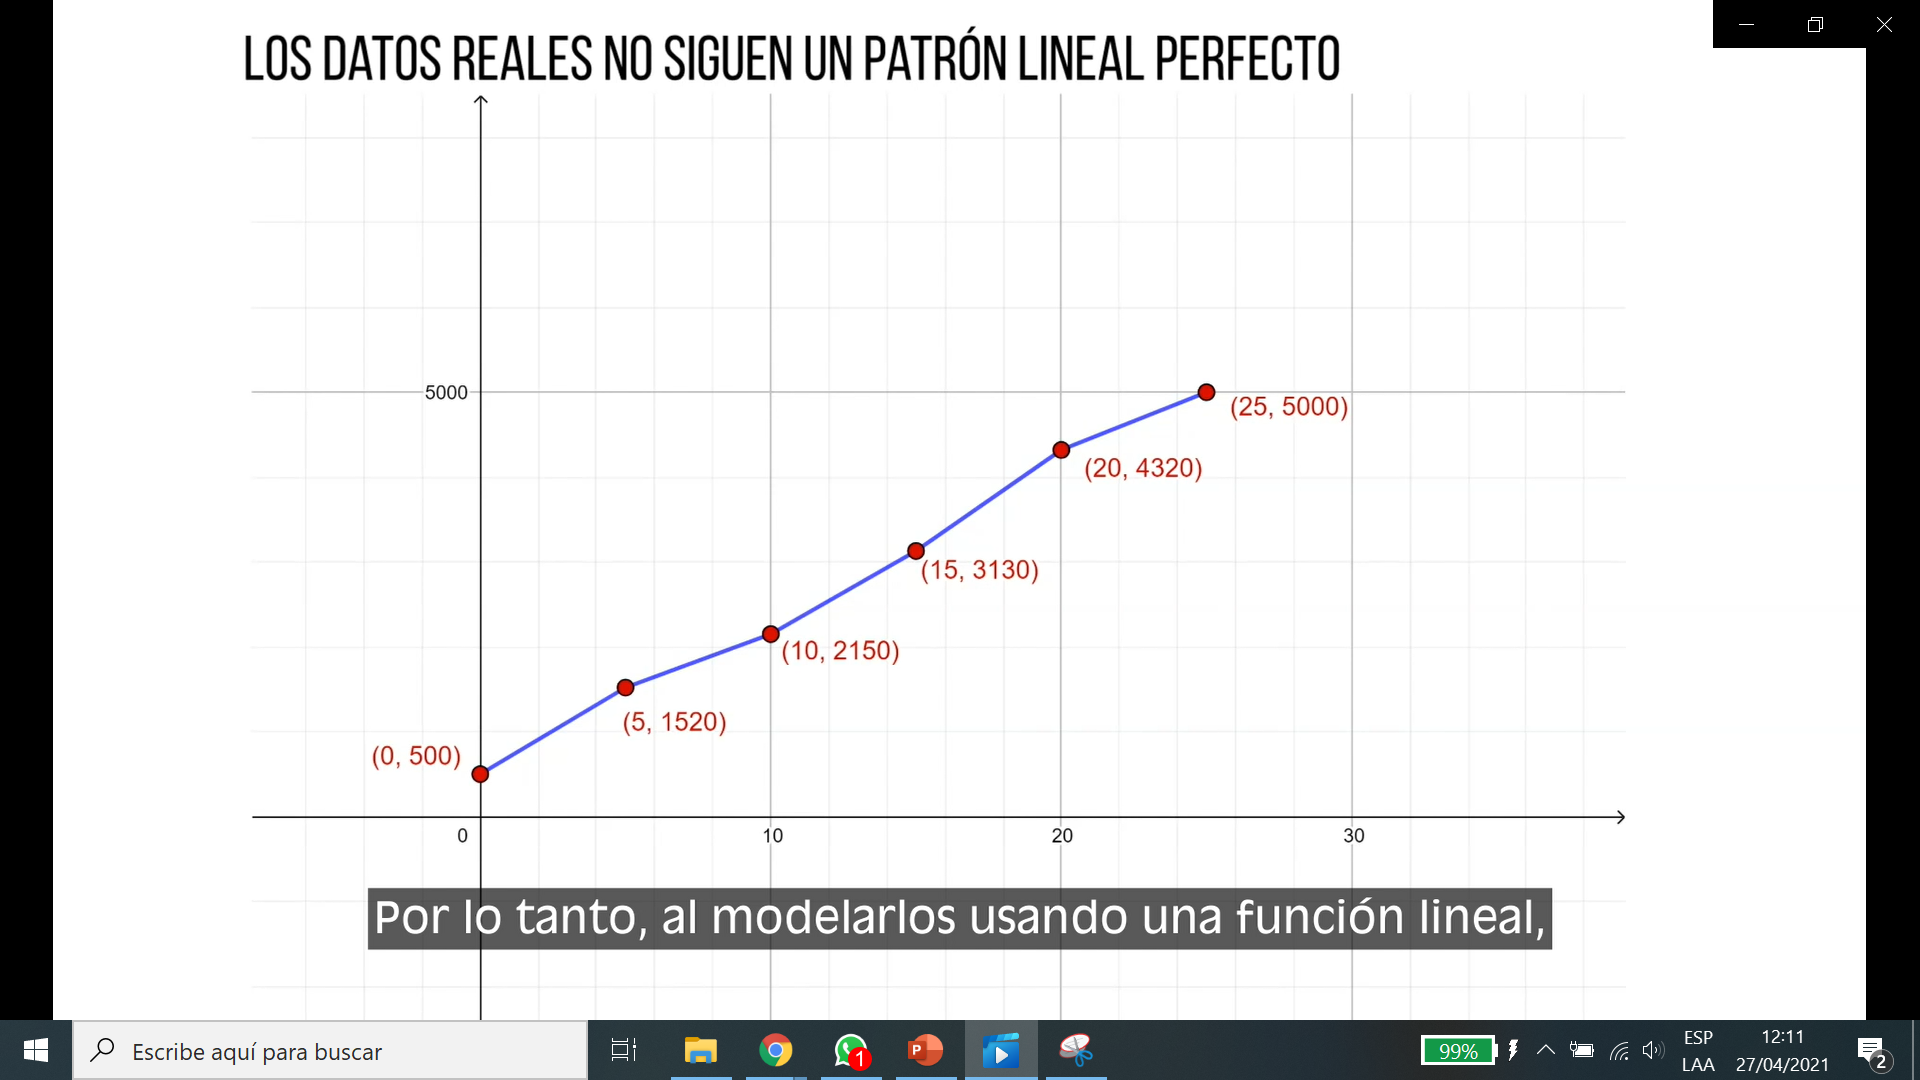 LOS DATOS REALES NO SIGUEN UN PATRÓN LINEAL PERFECTO
5000
(25, 5000)
(20, 4320)
(15, 3130)
(10, 2150)
(5, 1520)
(0, 500)
0 10 20 30
Por lo tanto, al modelarlos usando una función lineal,
Escribe aquí para buscar
1
P
99%
ESP
LAA
12:11
27/04/2021
2